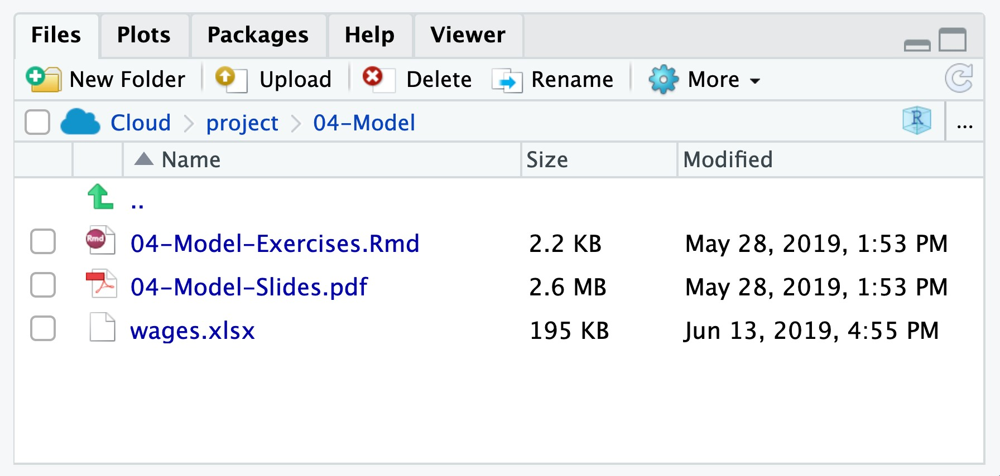 Files Plots Packages Help Viewer
New Folder Upload Delete Rename More
Cloud project 04-Model R ...
Name Size Modified
..
Rmd 04-Model-Exercises.Rmd 2.2 KB May 28, 2019, 1:53 PM
04-Model-Slides.pdf 2.6 MB May 28, 2019, 1:53 PM
wages.xlsx 195 KB Jun 13, 2019, 4:55 PM